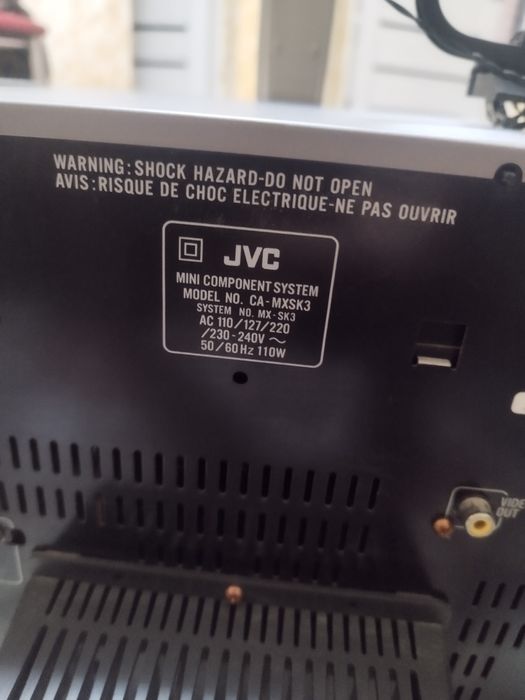 WARNING:SHOCK HAZARD-DO NOT OPEN
AVIS:RISQUE DE CHOC ELECTRIQUE-NE PAS OUVRIR
JVC
MINI COMPONENT SYSTEM
MODEL NO. CA-MXSK3
SYSTEM NO. MX-SK3
AC 110/127/220
/230-240V ~
50/60Hz 110W
OUT